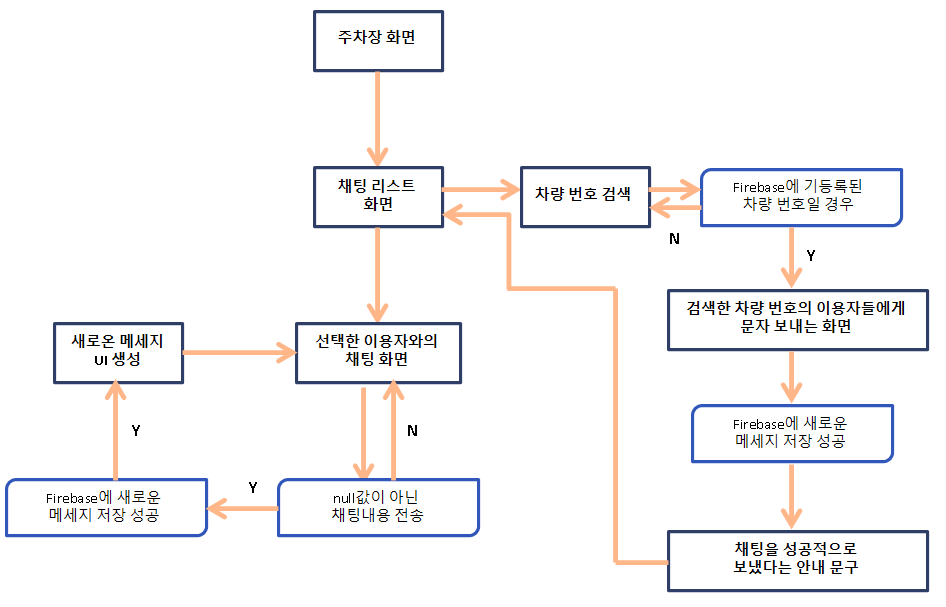 주차장 화면
채팅 리스트
화면
차량 번호 검색
Firebase에 기등록된
차량 번호일 경우
N
Y
검색한 차량 번호의 이용자들에게
문자 보내는 화면
새로온 메세지
UI 생성
선택한 이용자와의
채팅 화면
Firebase에 새로운
메세지 저장 성공
Y
N
Firebase에 새로운
메세지 저장 성공
Y
null값이 아닌
채팅내용 전송
채팅을 성공적으로
보냈다는 안내 문구